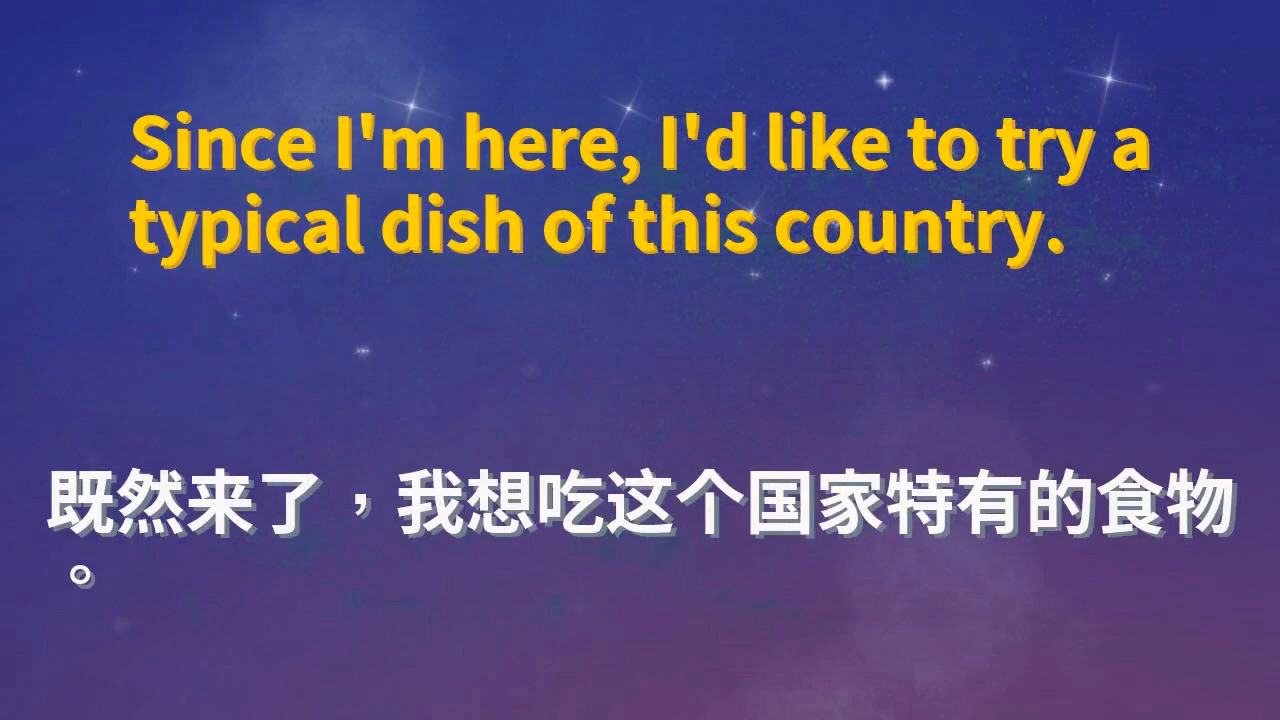 Since I'm here, I'd like to try a
typical dish of this country.
既然来了，我想吃这个国家特有的食物
。